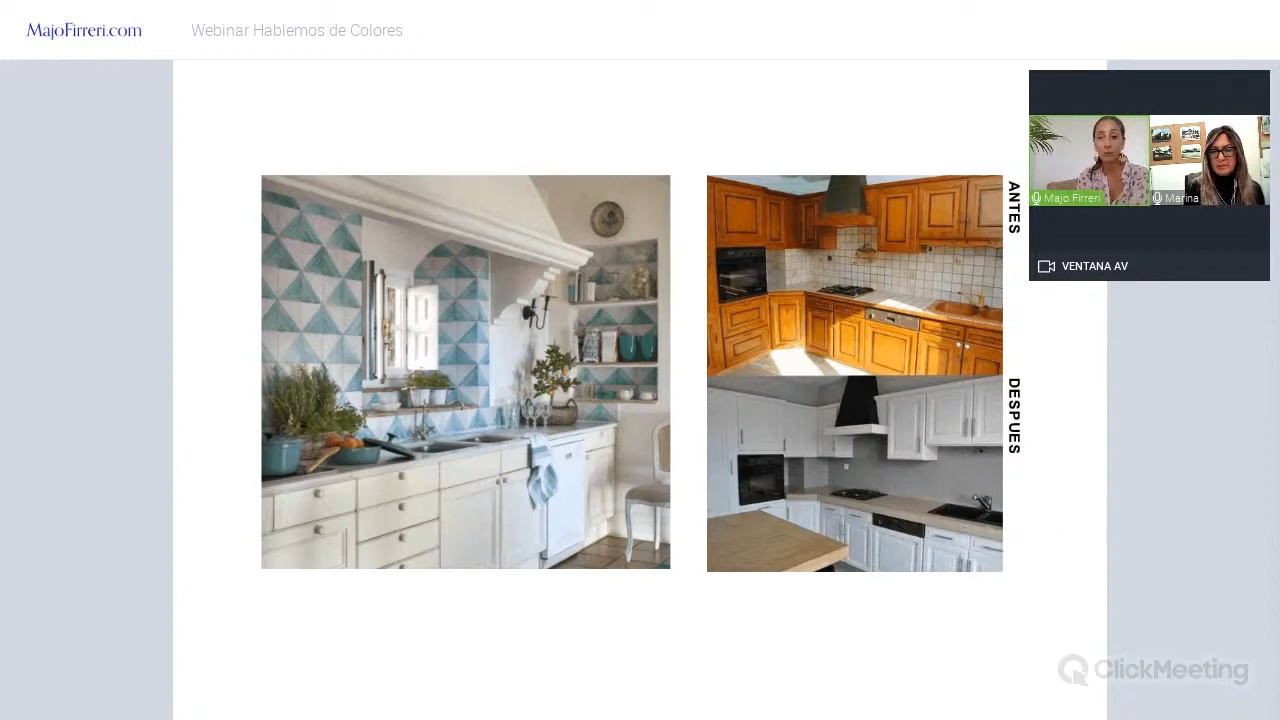 MajoFirreri.com
Webinar Hablemos de Colores
ANTES
DESPUES
Majo Firreri
Marina
VENTANA AV
ClickMeeting